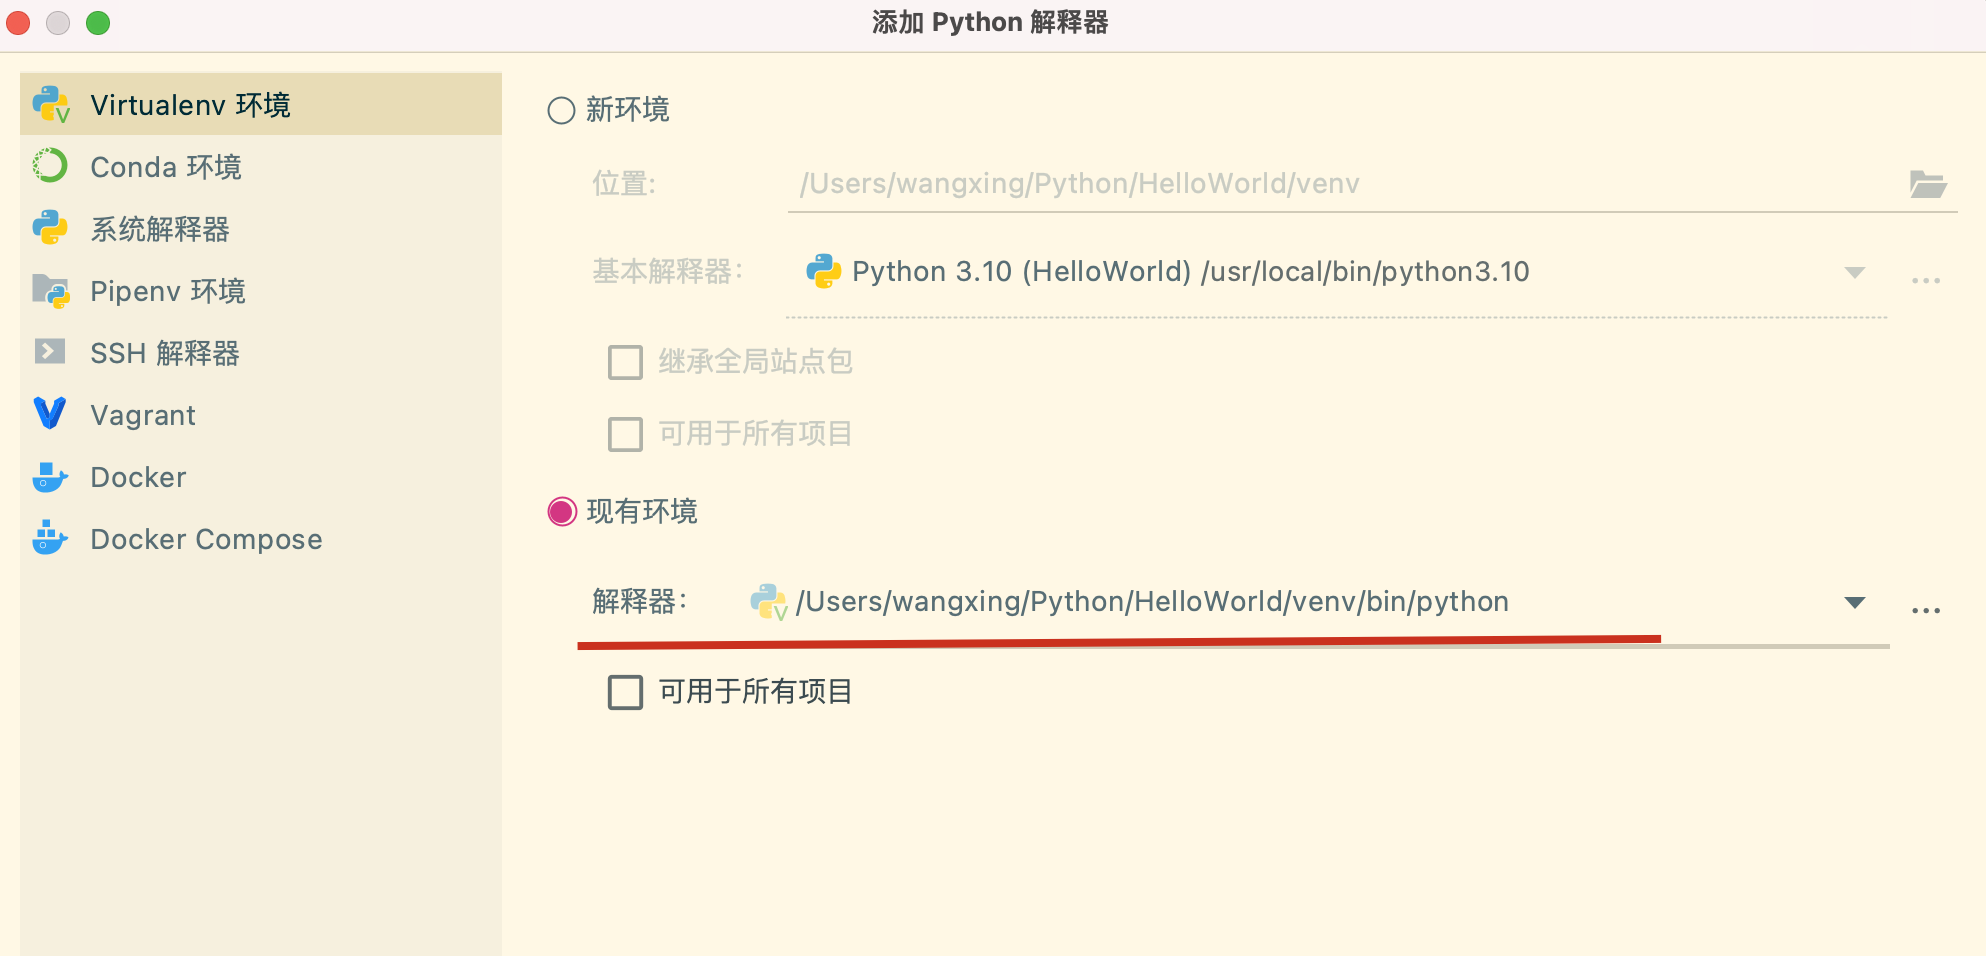 添加 Python 解释器
Virtualenv 环境
Conda 环境
系统解释器
Pipenv 环境
SSH 解释器
Vagrant
Docker
Docker Compose
新环境
位置:
/Users/wangxing/Python/HelloWorld/venv
基本解释器:
Python 3.10 (HelloWorld) /usr/local/bin/python3.10
...
继承全局站点包
可用于所有项目
现有环境
解释器:
/Users/wangxing/Python/HelloWorld/venv/bin/python
...
可用于所有项目